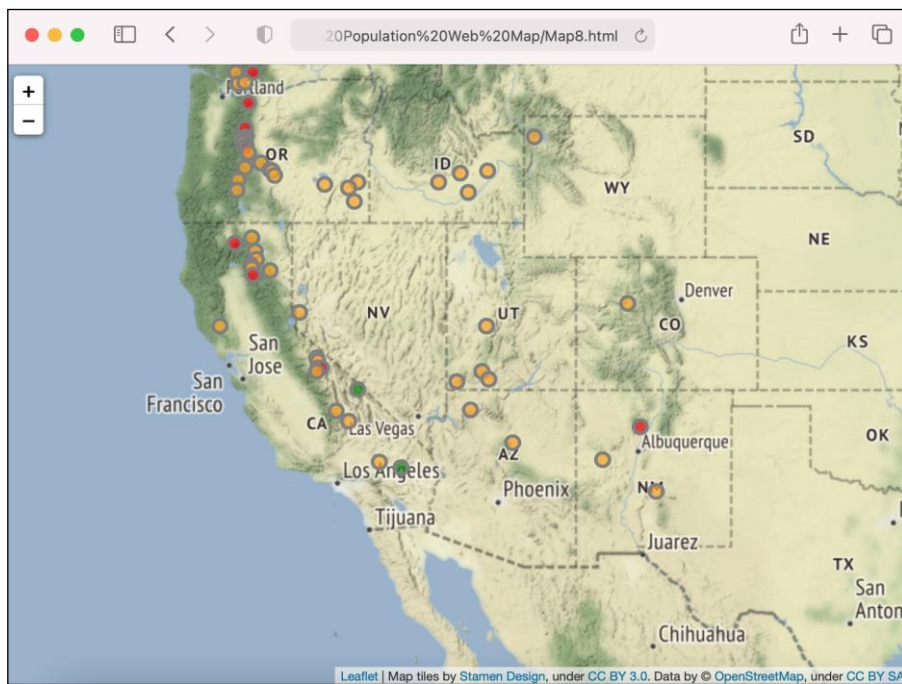 20Population%20Web%20Map/Map8.html
+
−
Portland
OR
ID
WY
SD
NE
NV
UT
Denver
CO
KS
San
Jose
San
Francisco
CA
Las Vegas
Albuquerque
OK
AZ
Los Angeles
NM
Phoenix
Tijuana
Juarez
TX
San
Anton
Chihuahua
Leaflet | Map tiles by Stamen Design, under CC BY 3.0. Data by © OpenStreetMap, under CC BY SA